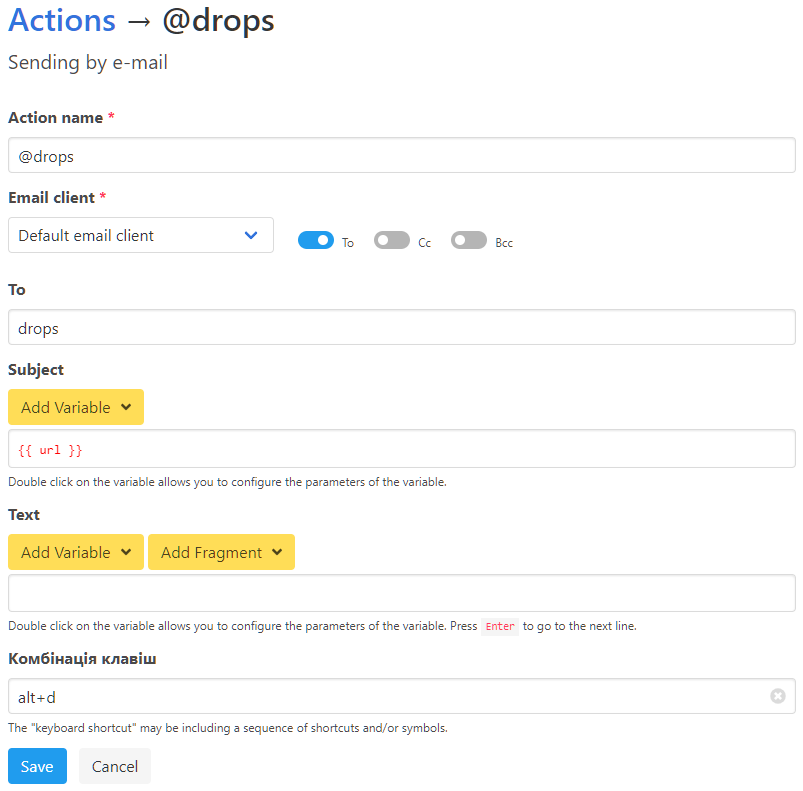 Actions → @drops
Sending by e-mail
Action name *
@drops
Email client *
Default email client To Cc Bcc
To
drops
Subject
Add Variable
{{ url }}
Double click on the variable allows you to configure the parameters of the variable.
Text
Add Variable Add Fragment
Double click on the variable allows you to configure the parameters of the variable. Press Enter to go to the next line.
Комбінація клавіш
alt+d
The "keyboard shortcut" may be including a sequence of shortcuts and/or symbols.
Save Cancel